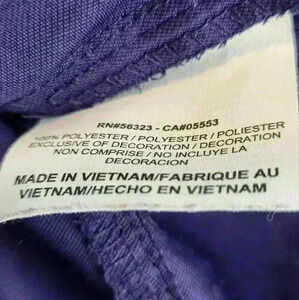 RN#56323 - CA#05553
100% POLYESTER / POLYESTER / POLIESTER
EXCLUSIVE OF DECORATION / DECORATION
NON COMPRISE / NO INCLUYE LA
DECORACION
MADE IN VIETNAM/FABRIQUE AU
VIETNAM/HECHO EN VIETNAM